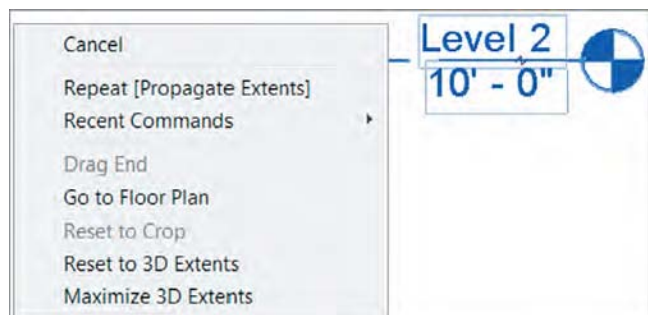 Cancel
Repeat [Propagate Extents]
Recent Commands
Drag End
Go to Floor Plan
Reset to Crop
Reset to 3D Extents
Maximize 3D Extents
Level 2
10' - 0"